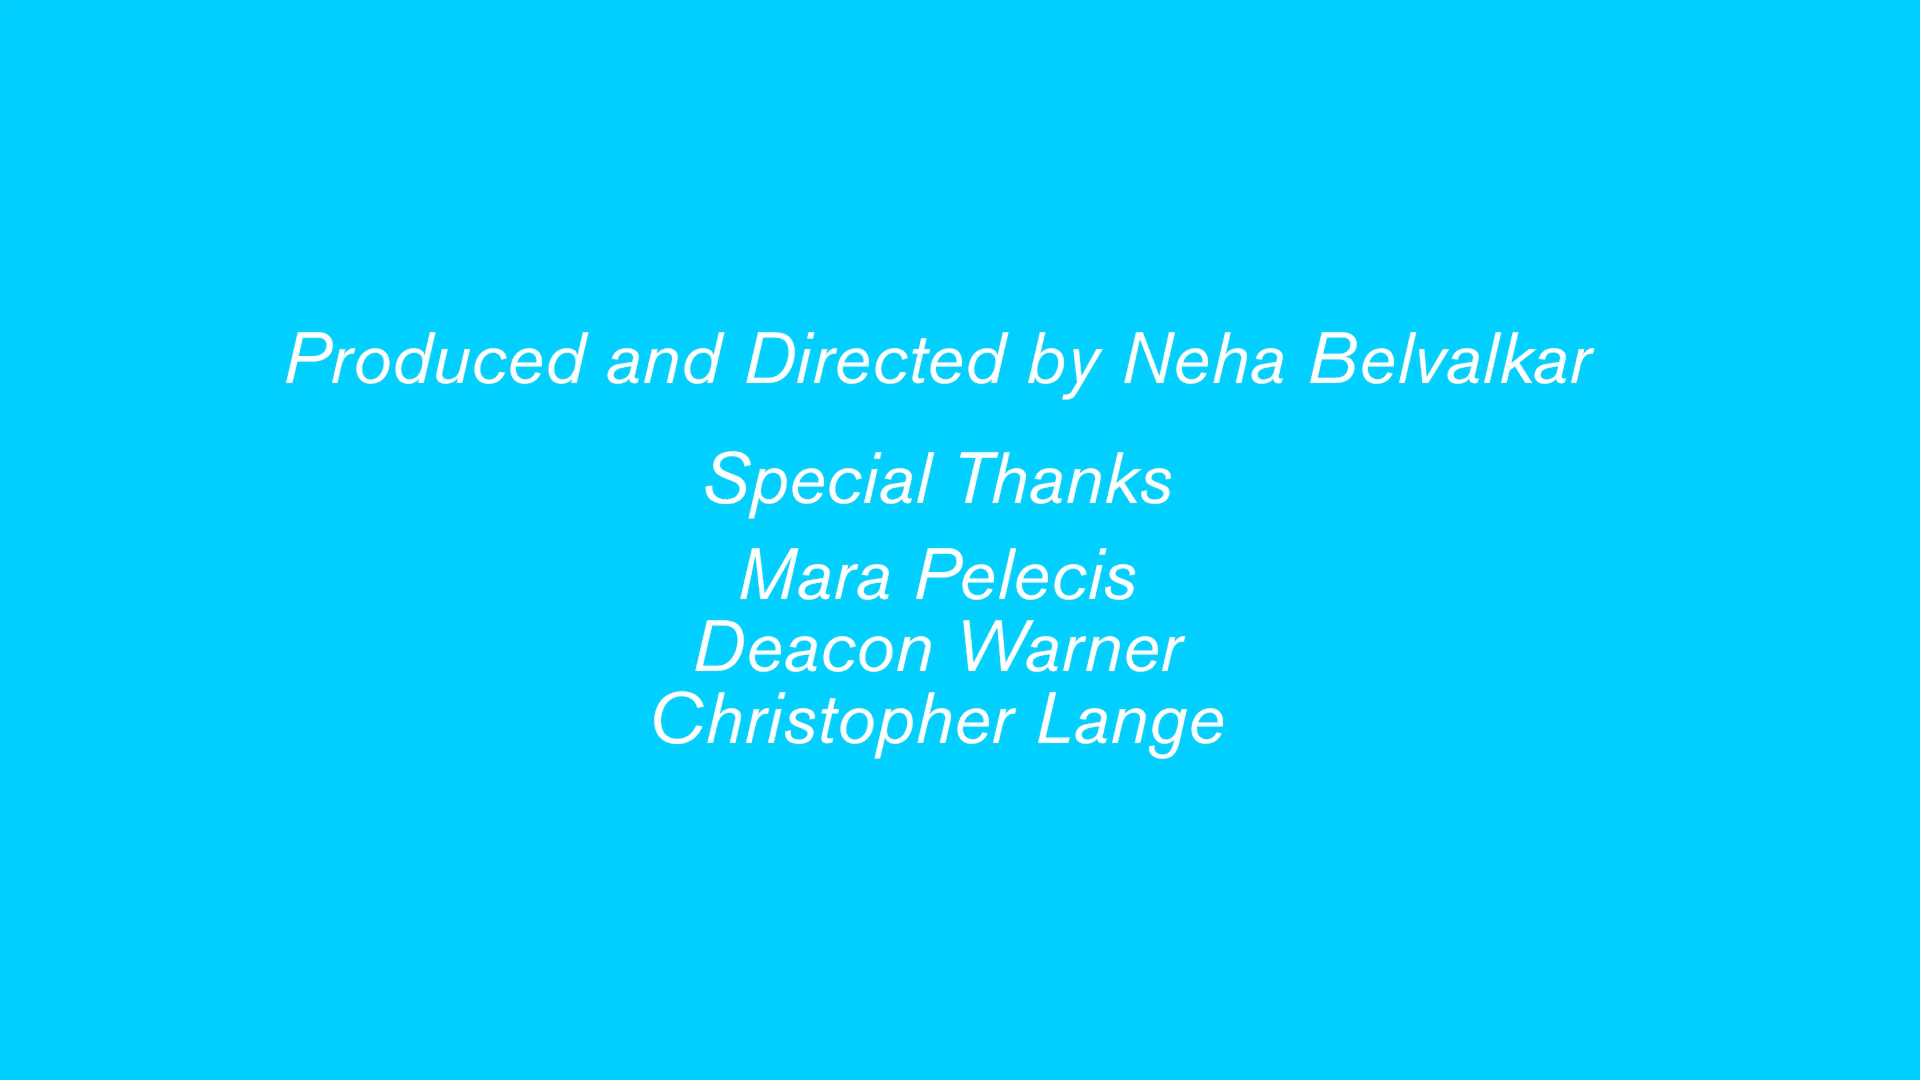 Produced and Directed by Neha Belvalkar
Special Thanks
Mara Pelecis
Deacon Warner
Christopher Lange